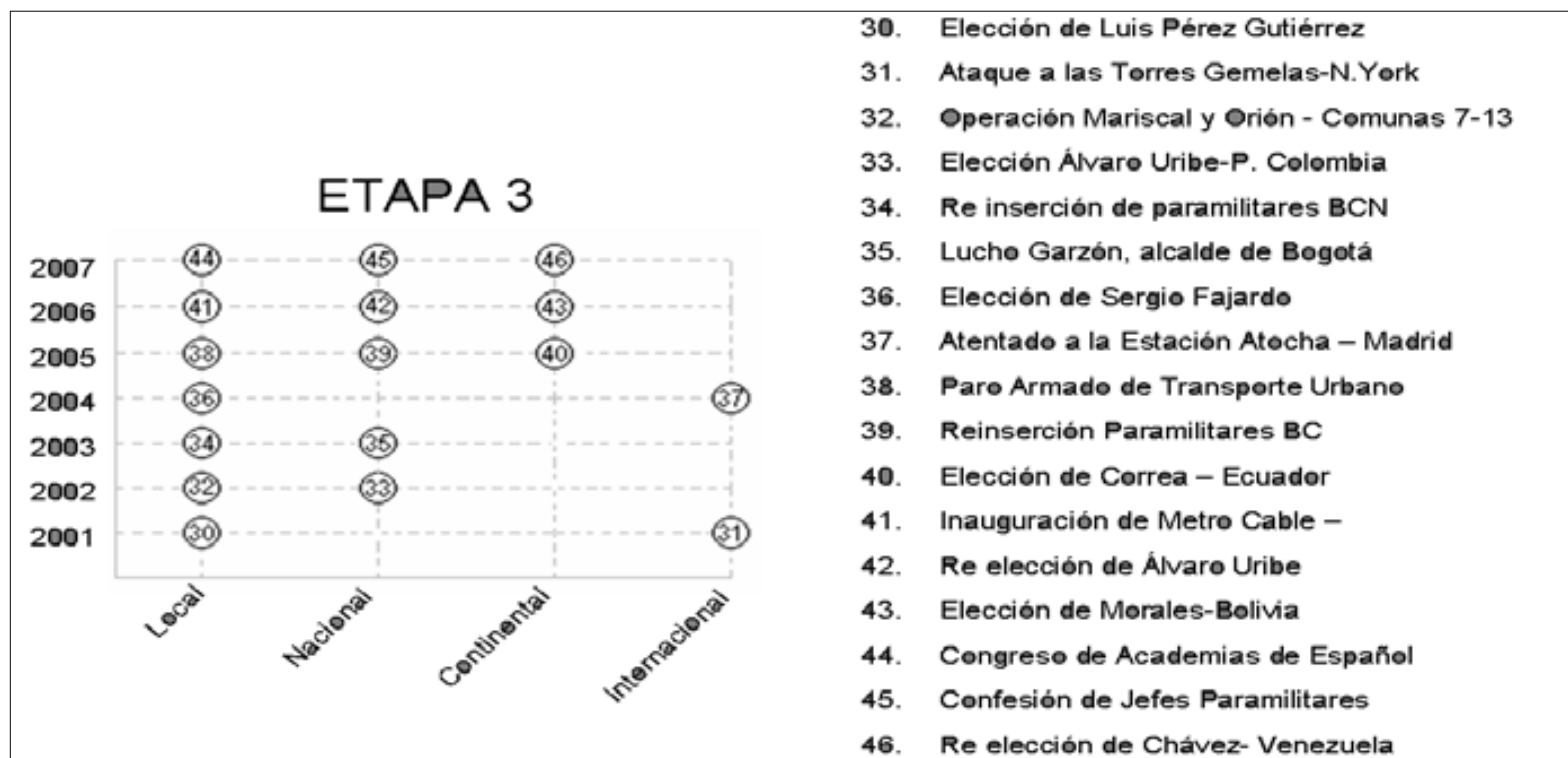 ETAPA 3
2007 44 45 46
2006 41 42 43
2005 38 39 40
2004 36 37
2003 34 35
2002 32 33
2001 30 31
Local Nacional Continental Internacional
30. Elección de Luis Pérez Gutiérrez
31. Ataque a las Torres Gemelas-N.York
32. Operación Mariscal y Orión - Comunas 7-13
33. Elección Álvaro Uribe-P. Colombia
34. Re inserción de paramilitares BCN
35. Lucho Garzón, alcalde de Bogotá
36. Elección de Sergio Fajardo
37. Atentado a la Estación Atocha – Madrid
38. Paro Armado de Transporte Urbano
39. Reinserción Paramilitares BC
40. Elección de Correa – Ecuador
41. Inauguración de Metro Cable –
42. Re elección de Álvaro Uribe
43. Elección de Morales-Bolivia
44. Congreso de Academias de Español
45. Confesión de Jefes Paramilitares
46. Re elección de Chávez- Venezuela